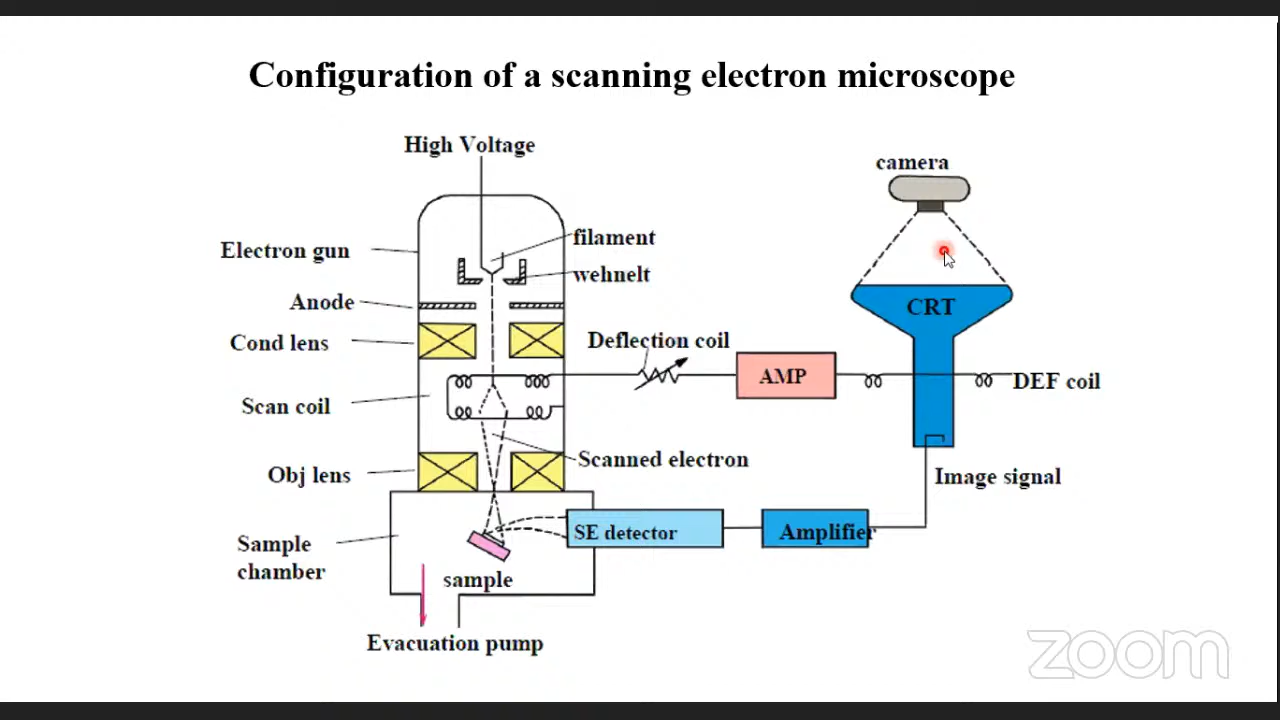 Configuration of a scanning electron microscope
High Voltage
camera
filament
Electron gun
wehnelt
Anode
CRT
Cond lens
Deflection coil
AMP
DEF coil
Scan coil
Scanned electron
Obj lens
Image signal
SE detector
Amplifier
Sample
chamber
sample
Evacuation pump
zoom